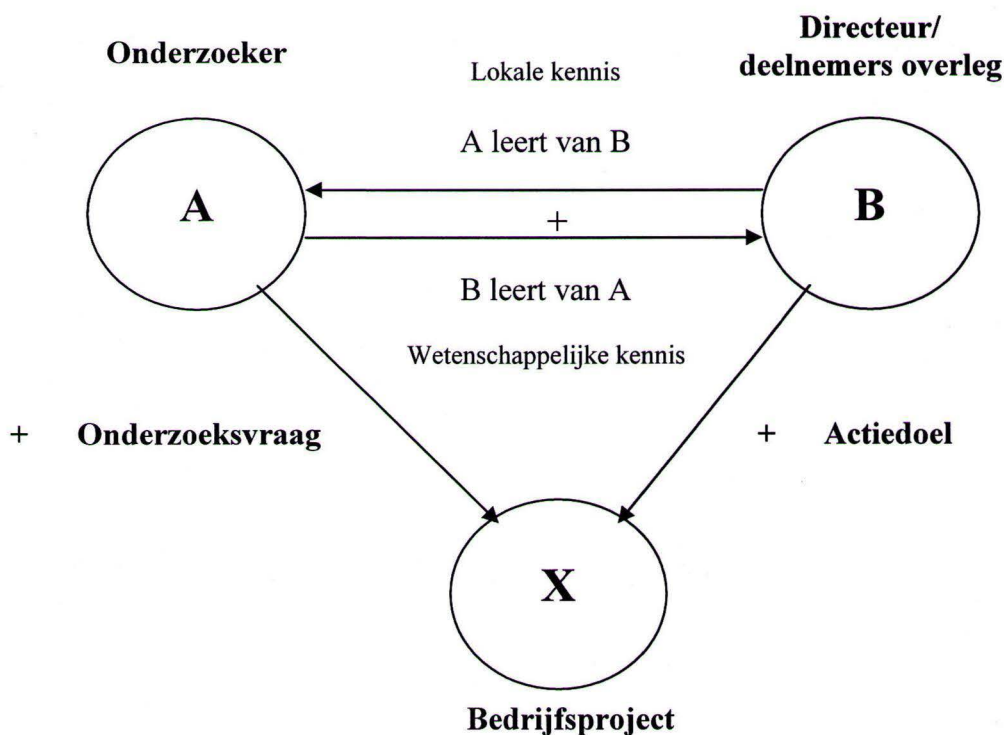 Onderzoeker
Directeur/
deelnemers overleg
Lokale kennis
A leert van B
A
+
B
B leert van A
Wetenschappelijke kennis
+ Onderzoeksvraag
+ Actiedoel
X
Bedrijfsproject